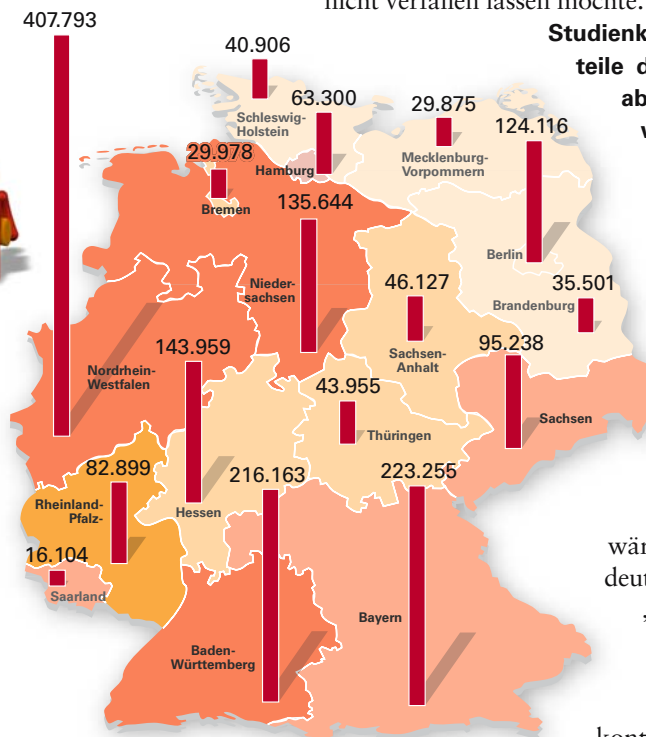 nicht verfallen lassen möchte.
Studienk
teile d
ab
w
407.793
40.906
Schleswig-
Holstein
63.300
Hamburg
29.875
Mecklenburg-
Vorpommern
124.116
Berlin
29.978
Bremen
135.644
Nieder-
sachsen
46.127
Sachsen-
Anhalt
35.501
Brandenburg
Nordrhein-
Westfalen
143.959
Hessen
43.955
Thüringen
95.238
Sachsen
82.899
Rheinland-
Pfalz-
16.104
Saarland
216.163
Baden-
Württemberg
223.255
Bayern
wär
deut